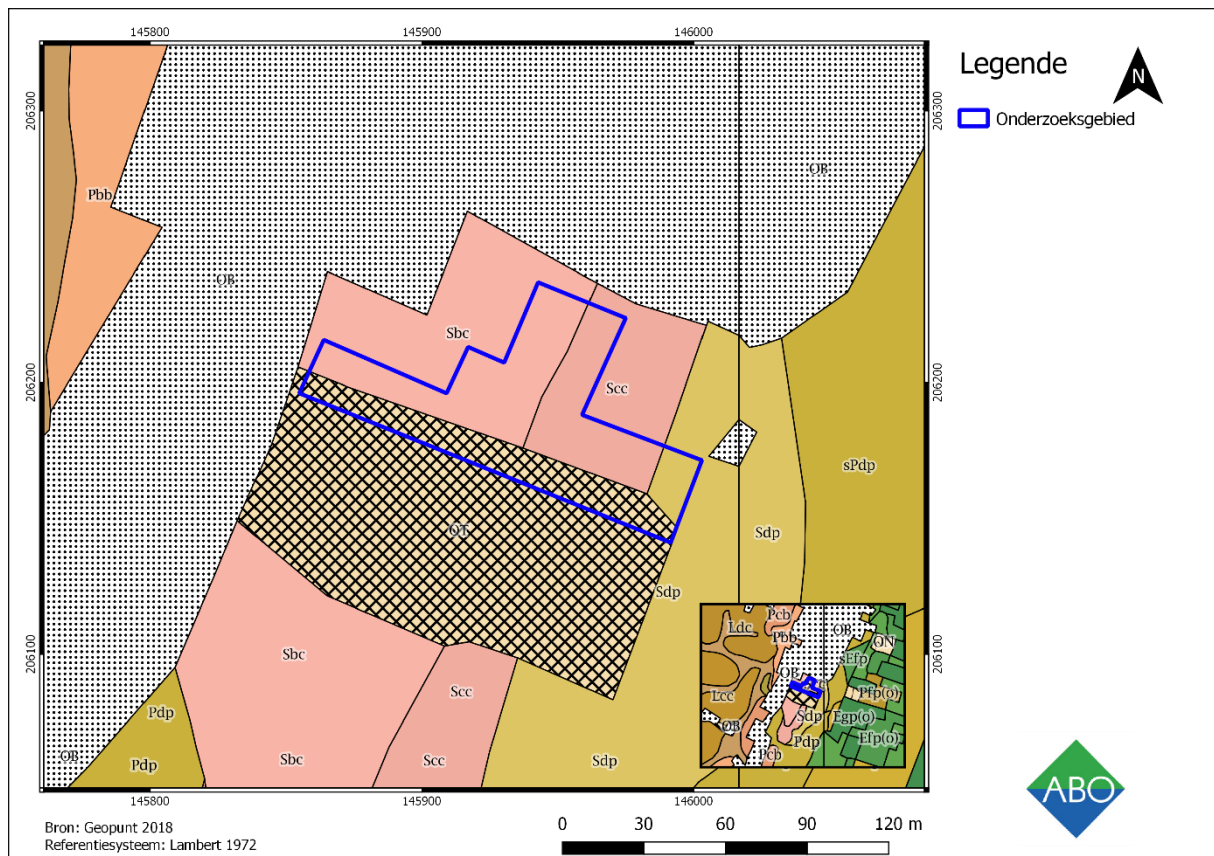 145800 145900 146000
Legende
N
Onderzoeksgebied
206300
206300
OB
Pbb
OB
Sbc
Scc
206200
206200
sPdp
OT
Sdp
Sdp
Sbc
206100
206100
Scc
Pdp
OB
Pdp
Sbc
Scc
Sdp
Pcb
Ldc
Pbb
OB
ON
sEfp
OB
Pfp(o)
Lcc
Sdp
Egp(o)
OB
Pdp
Efp(o)
Pcb
145800 145900 146000
ABO
Bron: Geopunt 2018
Referentiesysteem: Lambert 1972
0 30 60 90 120 m